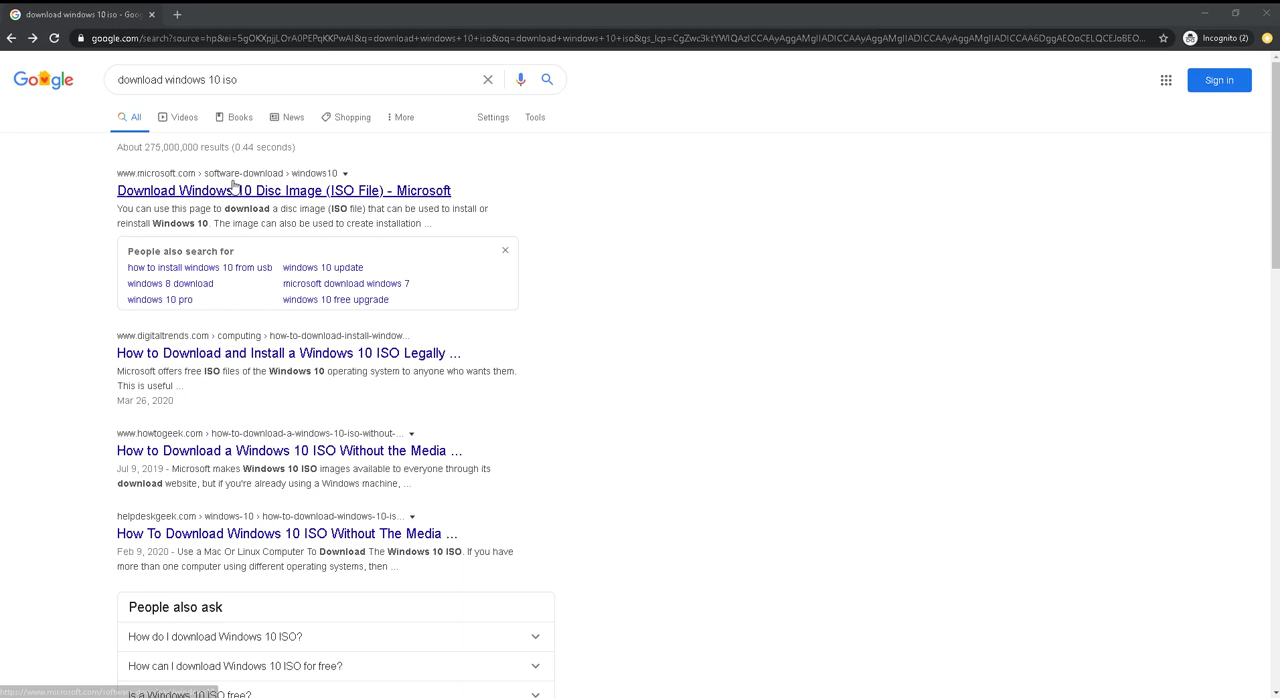 download windows 10 iso - Goog
google.com/search?source=hp&ei=5gOKXpjjLOrA0PEPqKKPwAI&q=download+windows+10+iso&oq=download+windows+10+iso&gs_lcp=
Incognito (2)
Google
download windows 10 iso
Sign in
All
Videos
Books
News
Shopping
More
Settings
Tools
About 275,000,000 results (0.44 seconds)
www.microsoft.com › software-download › windows10
Download Windows 10 Disc Image (ISO File) - Microsoft
You can use this page to download a disc image (ISO file) that can be used to install or
reinstall Windows 10. The image can also be used to create installation ...
People also search for
how to install windows 10 from usb
windows 10 update
windows 8 download
microsoft download windows 7
windows 10 pro
windows 10 free upgrade
www.digitaltrends.com › computing › how-to-download-install-window...
How to Download and Install a Windows 10 ISO Legally ...
Microsoft offers free ISO files of the Windows 10 operating system to anyone who wants them.
This is useful ...
Mar 26, 2020
www.howtogeek.com › how-to-download-a-windows-10-iso-without-...
How to Download a Windows 10 ISO Without the Media ...
Jul 9, 2019 - Microsoft makes Windows 10 ISO images available to everyone through its
download website, but if you're already using a Windows machine, ...
helpdeskgeek.com › windows-10 › how-to-download-windows-10-is...
How To Download Windows 10 ISO Without The Media ...
Feb 9, 2020 - Use a Mac Or Linux Computer To Download The Windows 10 ISO. If you have
more than one computer using different operating systems, then ...
People also ask
How do I download Windows 10 ISO?
How can I download Windows 10 ISO for free?
Is a Windows 10 ISO free?